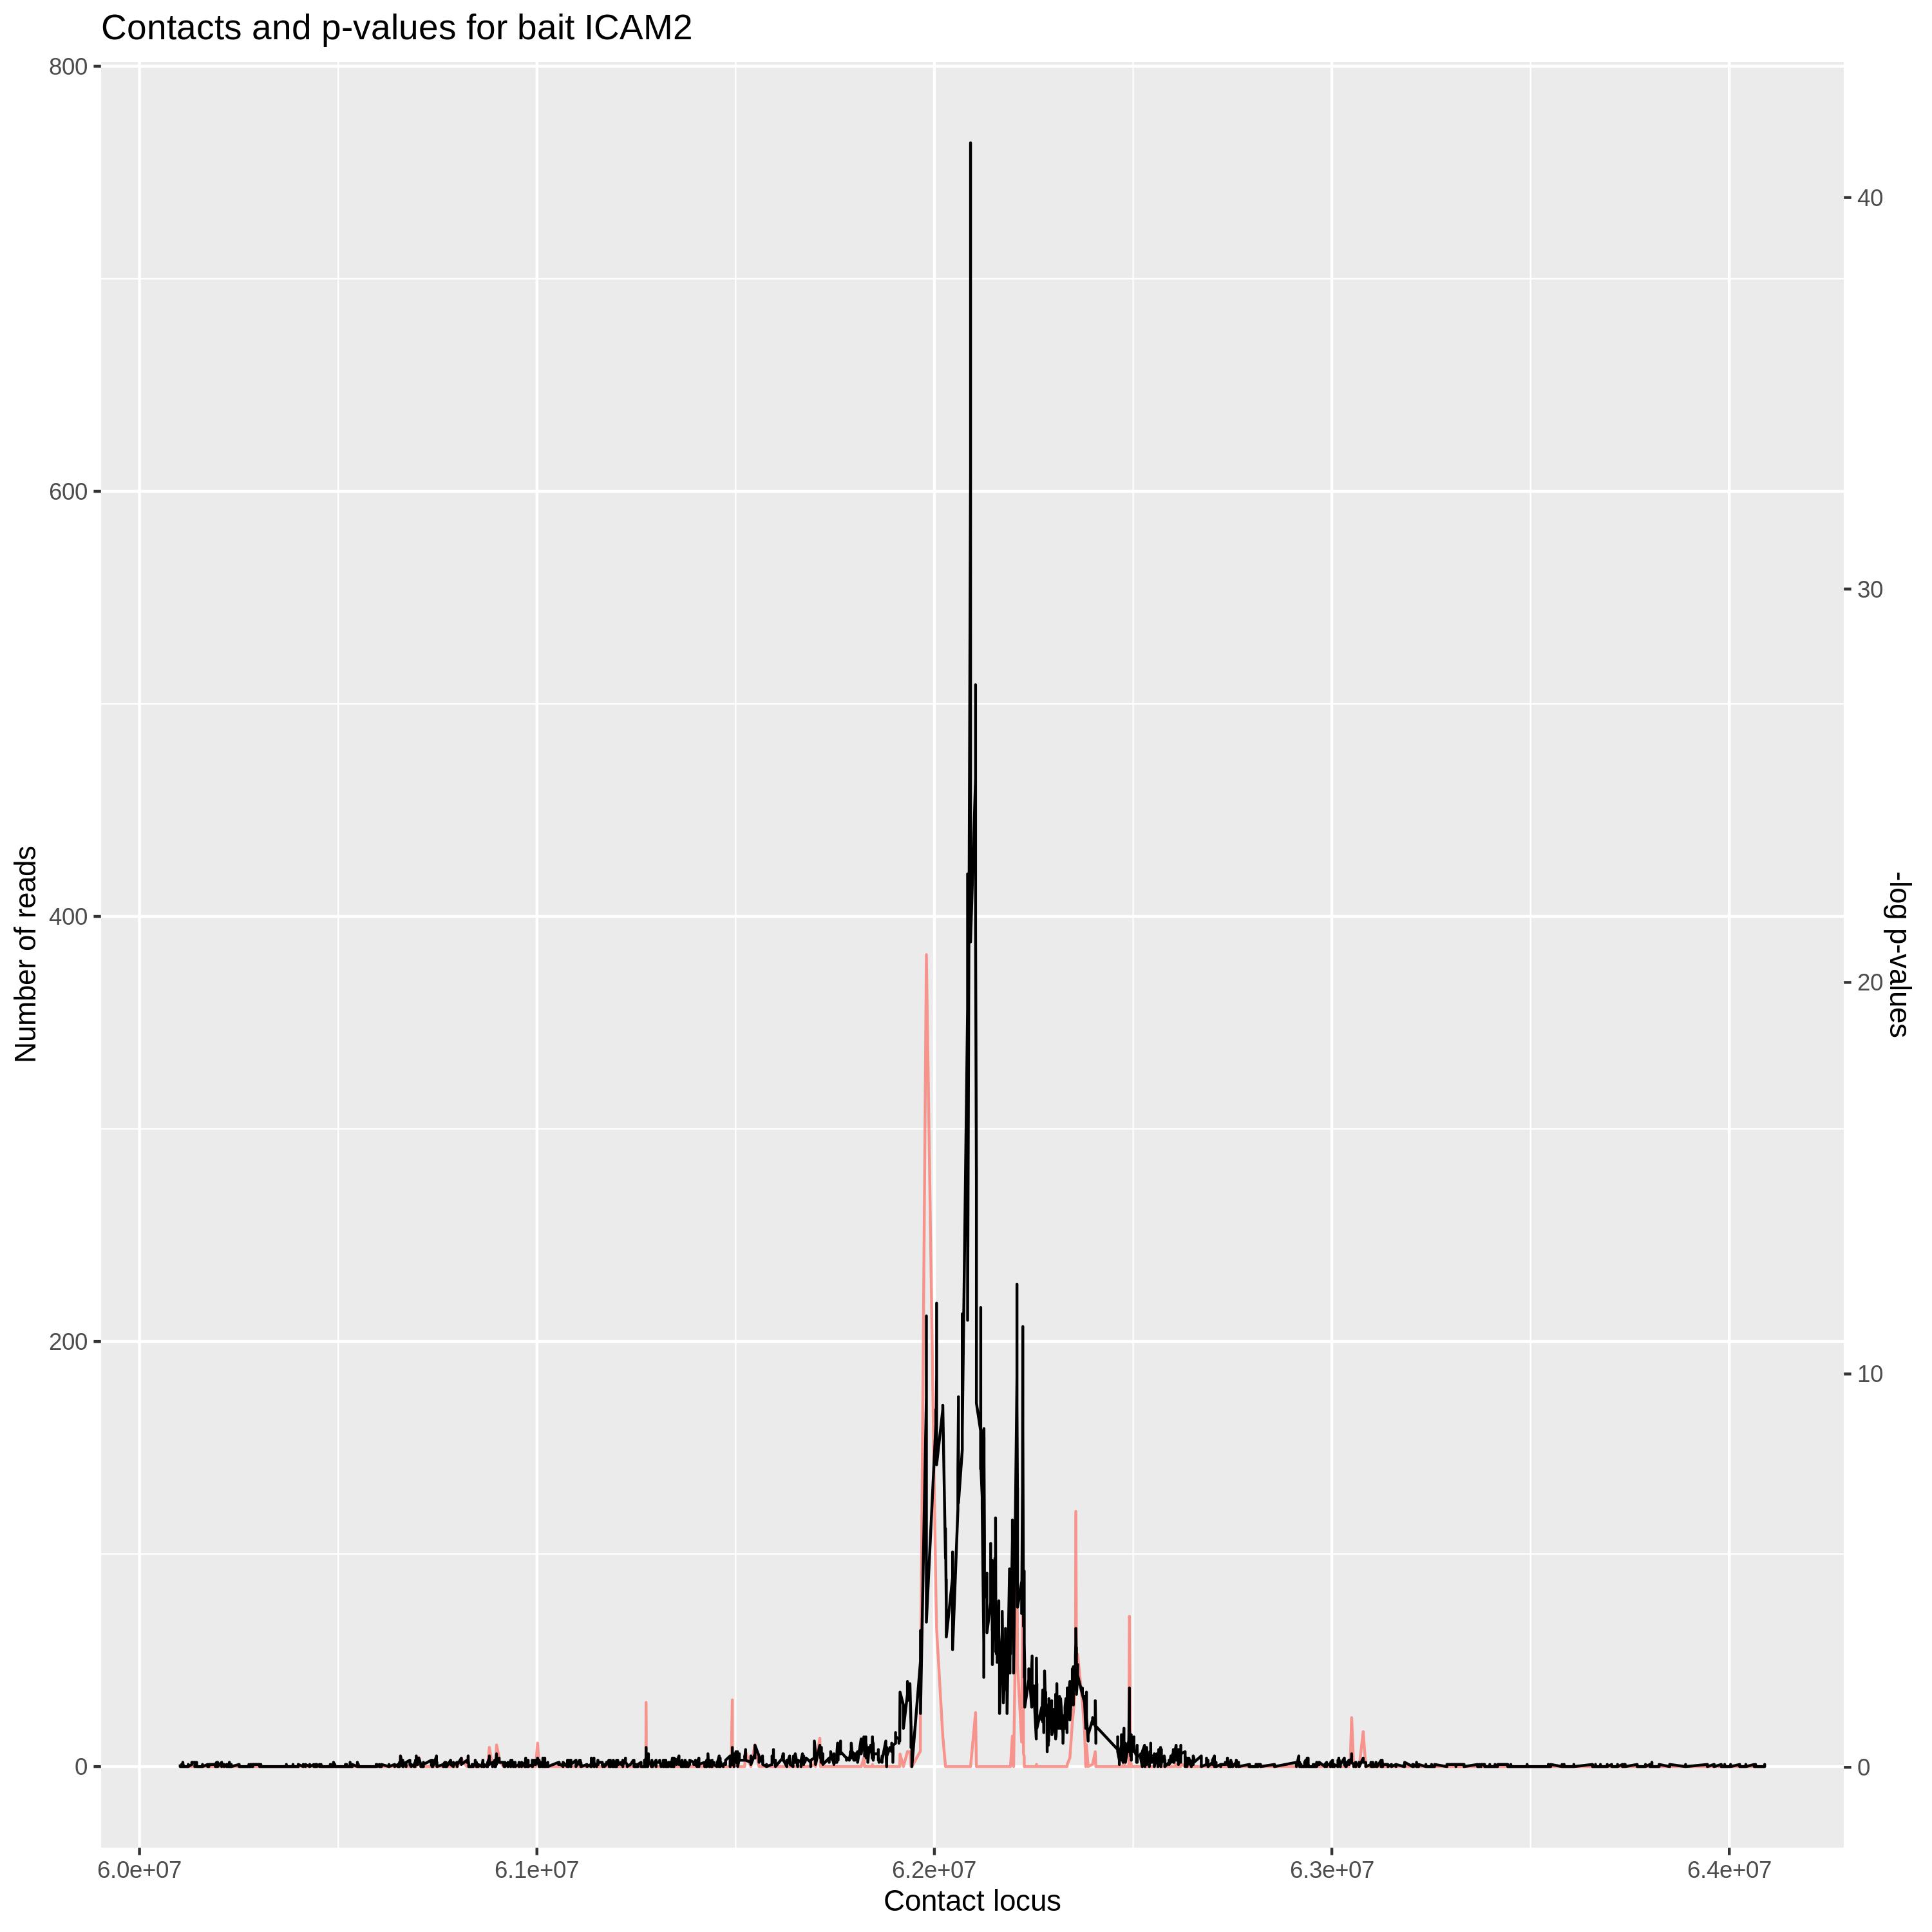 Contacts and p-values for bait ICAM2
800
600
400
200
0
Number of reads
40
30
20
10
0
-log p-values
6.0e+07 6.1e+07 6.2e+07 6.3e+07 6.4e+07
Contact locus